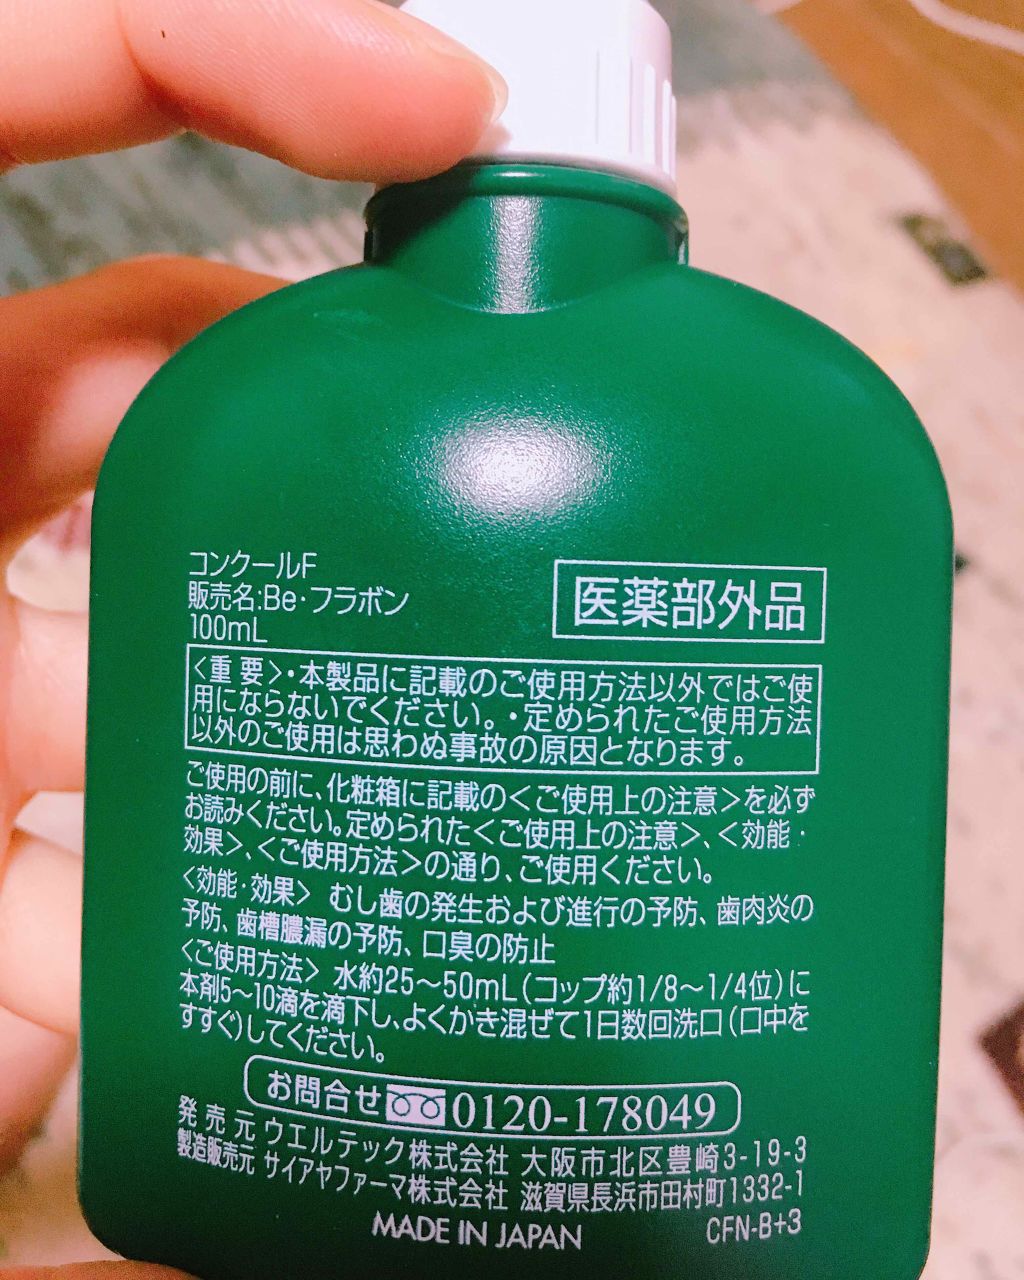 コンクールF
販売名:Be・フラボン
100mL
医薬部外品
〈重要〉・本製品に記載のご使用方法以外ではご使
用にならないでください。・定められたご使用方法
以外のご使用は思わぬ事故の原因となります。
ご使用の前に、化粧箱に記載の〈ご使用上の注意〉を必ず
お読みください。定められた〈ご使用上の注意〉、〈効能・
効果〉、〈ご使用方法〉の通り、ご使用ください。
〈効能・効果〉 むし歯の発生および進行の予防、歯肉炎の
予防、歯槽膿漏の予防、口臭の防止
〈ご使用方法〉 水約25～50mL(コップ約1/8～1/4位)に
本剤5～10滴を滴下し、よくかき混ぜて1日数回洗口(口中を
すすぐ)してください。
お問合せ 0120-178049
発売元 ウエルテック株式会社 大阪市北区豊崎3-19-3
製造販売元 サイアヤファーマ株式会社 滋賀県長浜市田村町1332-1
MADE IN JAPAN CFN-B+3